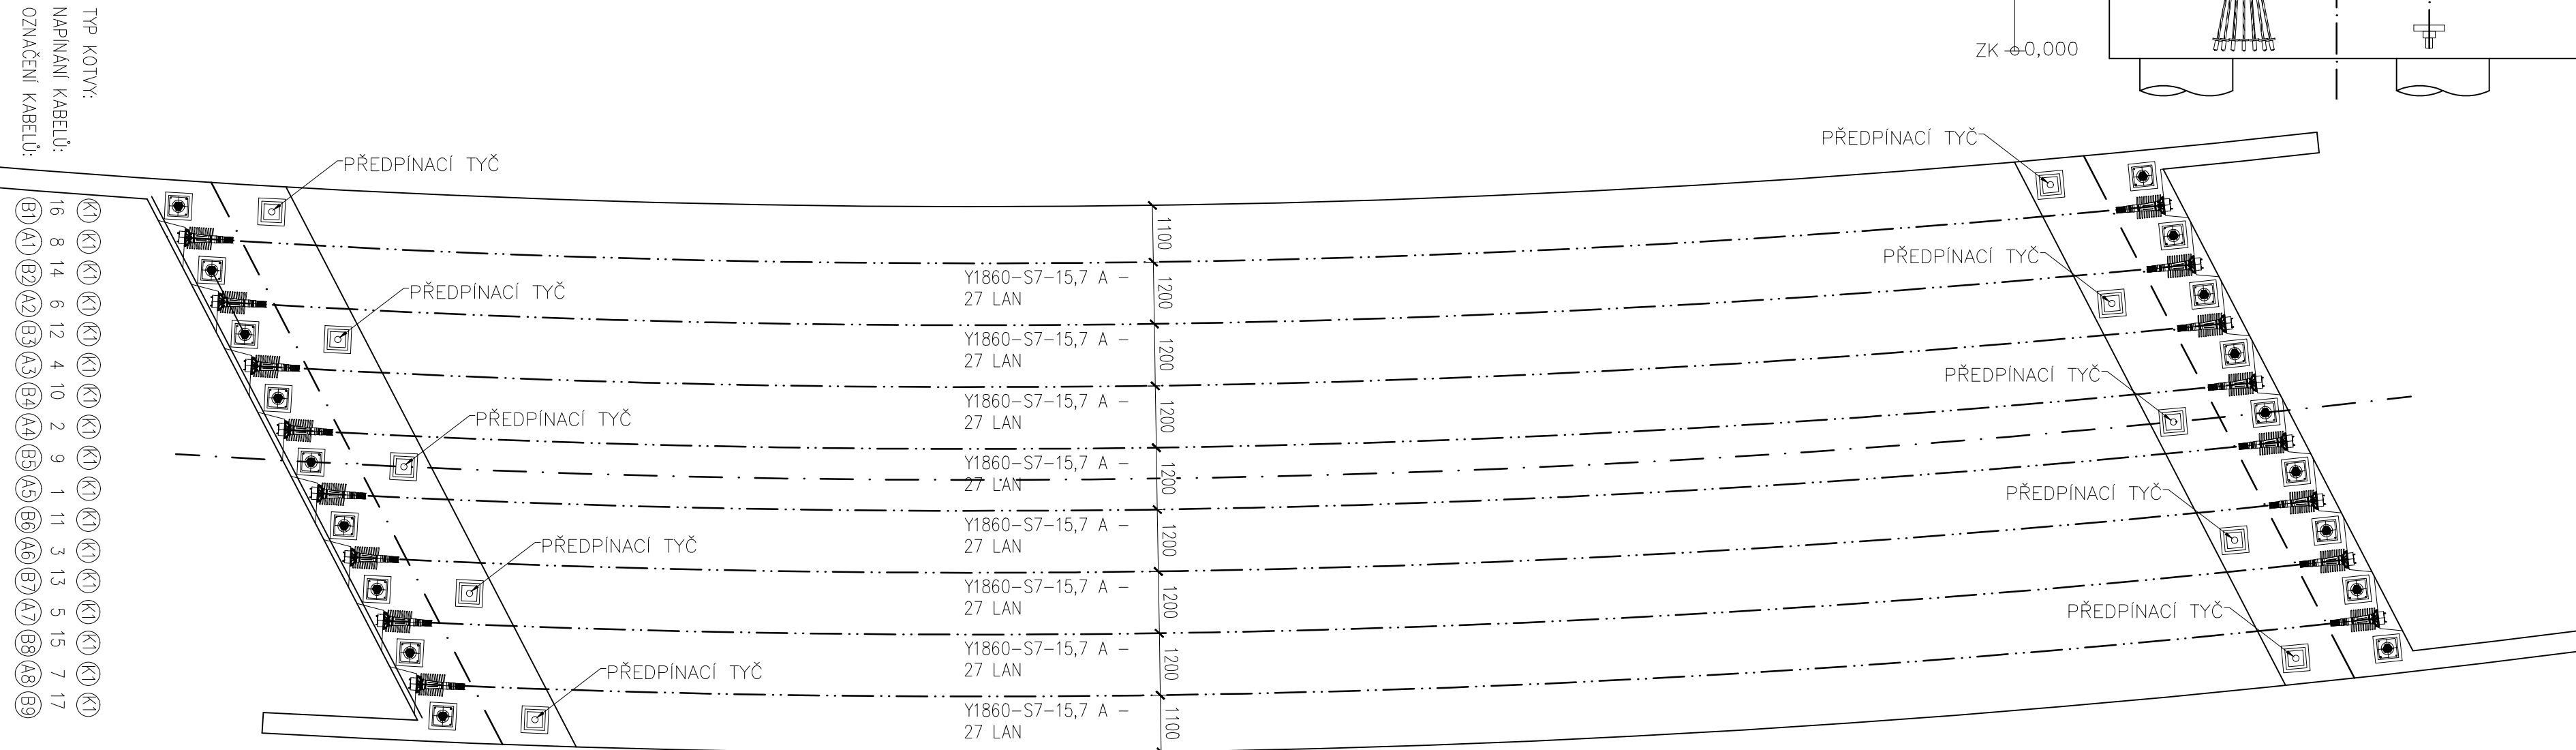 TYP KOTVY:
K1 K1 K1 K1 K1 K1 K1 K1 K1 K1 K1 K1 K1 K1 K1 K1 K1
NAPÍNÁNÍ KABELŮ:
16 8 14 6 12 4 10 2 9 1 11 3 13 5 15 7 17
OZNAČENÍ KABELŮ:
B1 A1 B2 A2 B3 A3 B4 A4 B5 A5 B6 A6 B7 A7 B8 A8 B9
ZK 0,000
PŘEDPÍNACÍ TYČ
PŘEDPÍNACÍ TYČ
PŘEDPÍNACÍ TYČ
PŘEDPÍNACÍ TYČ
PŘEDPÍNACÍ TYČ
Y1860-S7-15,7 A -
27 LAN
Y1860-S7-15,7 A -
27 LAN
Y1860-S7-15,7 A -
27 LAN
Y1860-S7-15,7 A -
27 LAN
Y1860-S7-15,7 A -
27 LAN
Y1860-S7-15,7 A -
27 LAN
Y1860-S7-15,7 A -
27 LAN
Y1860-S7-15,7 A -
27 LAN
1100
1200
1200
1200
1200
1200
1200
1200
1100
PŘEDPÍNACÍ TYČ
PŘEDPÍNACÍ TYČ
PŘEDPÍNACÍ TYČ
PŘEDPÍNACÍ TYČ
PŘEDPÍNACÍ TYČ